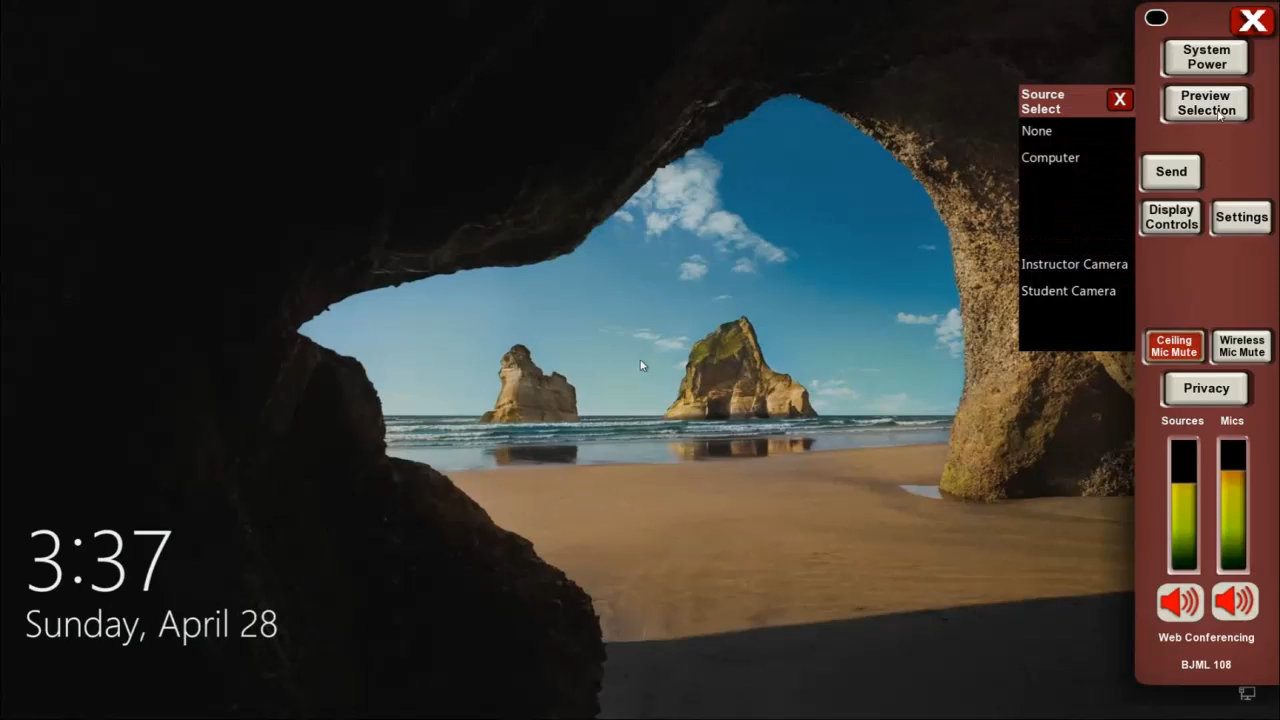 System
Power
Preview
Selection
Source
Select
X
None
Computer
Instructor Camera
Student Camera
Send
Display
Controls
Settings
Ceiling
Mic Mute
Wireless
Mic Mute
Privacy
Sources
Mics
Web Conferencing
BJML 108
3:37
Sunday, April 28